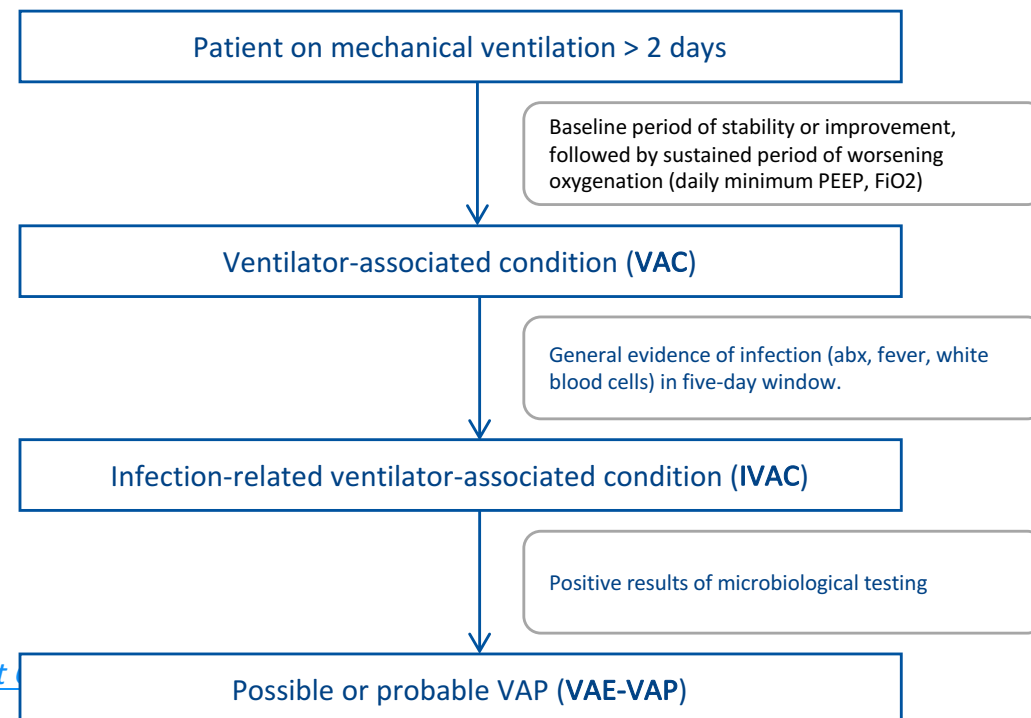 Patient on mechanical ventilation > 2 days
Baseline period of stability or improvement,
followed by sustained period of worsening
oxygenation (daily minimum PEEP, FiO2)
Ventilator-associated condition (VAC)
General evidence of infection (abx, fever, white
blood cells) in five-day window.
Infection-related ventilator-associated condition (IVAC)
Positive results of microbiological testing
Possible or probable VAP (VAE-VAP)